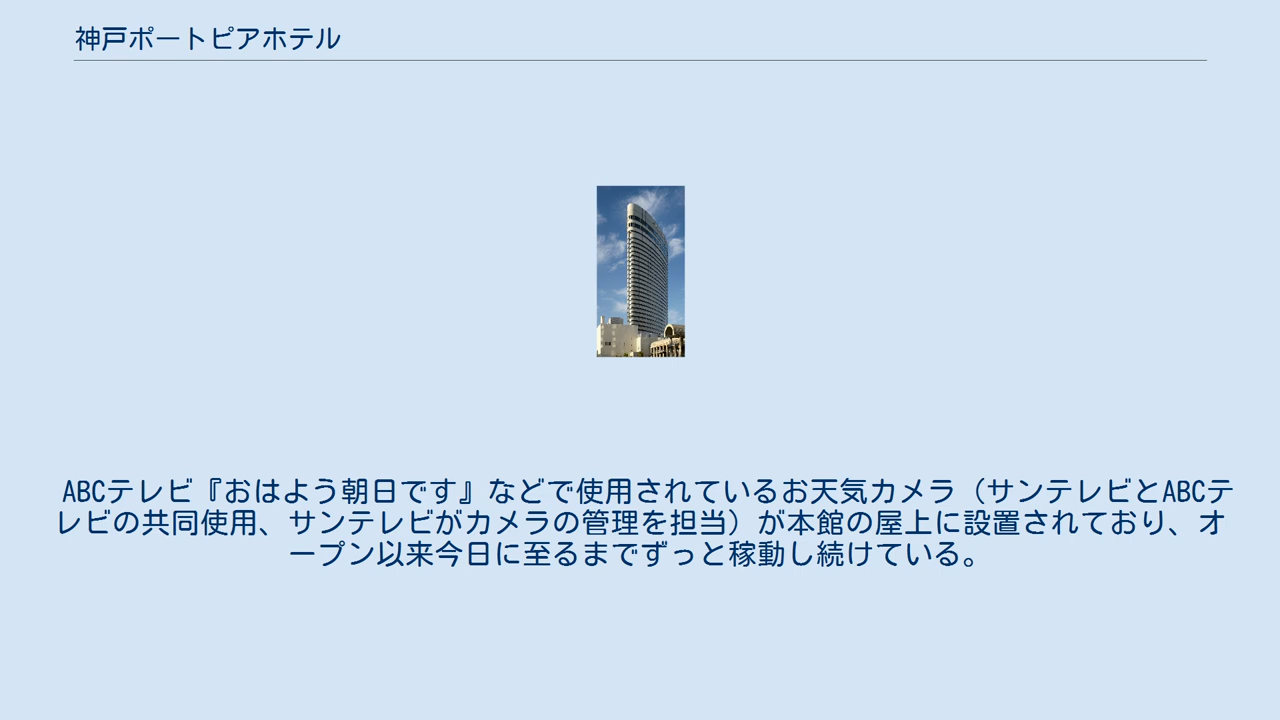 神戸ポートピアホテル
ABCテレビ『おはよう朝日です』などで使用されているお天気カメラ（サンテレビとABCテ
レビの共同使用、サンテレビがカメラの管理を担当）が本館の屋上に設置されており、オ
ープン以来今日に至るまでずっと稼動し続けている。